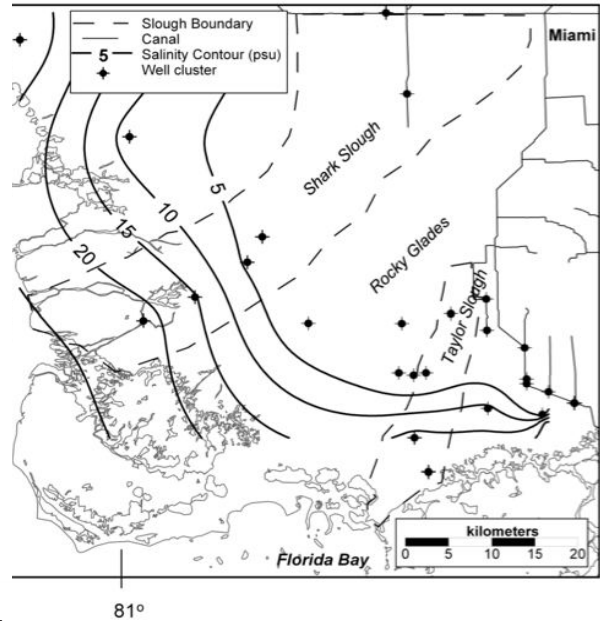 Slough Boundary
Canal
5 Salinity Contour (psu)
Well cluster
Miami
Shark Slough
5
10
Rocky Glades
15
20
Taylor Slough
kilometers
0 5 10 15 20
Florida Bay
81º